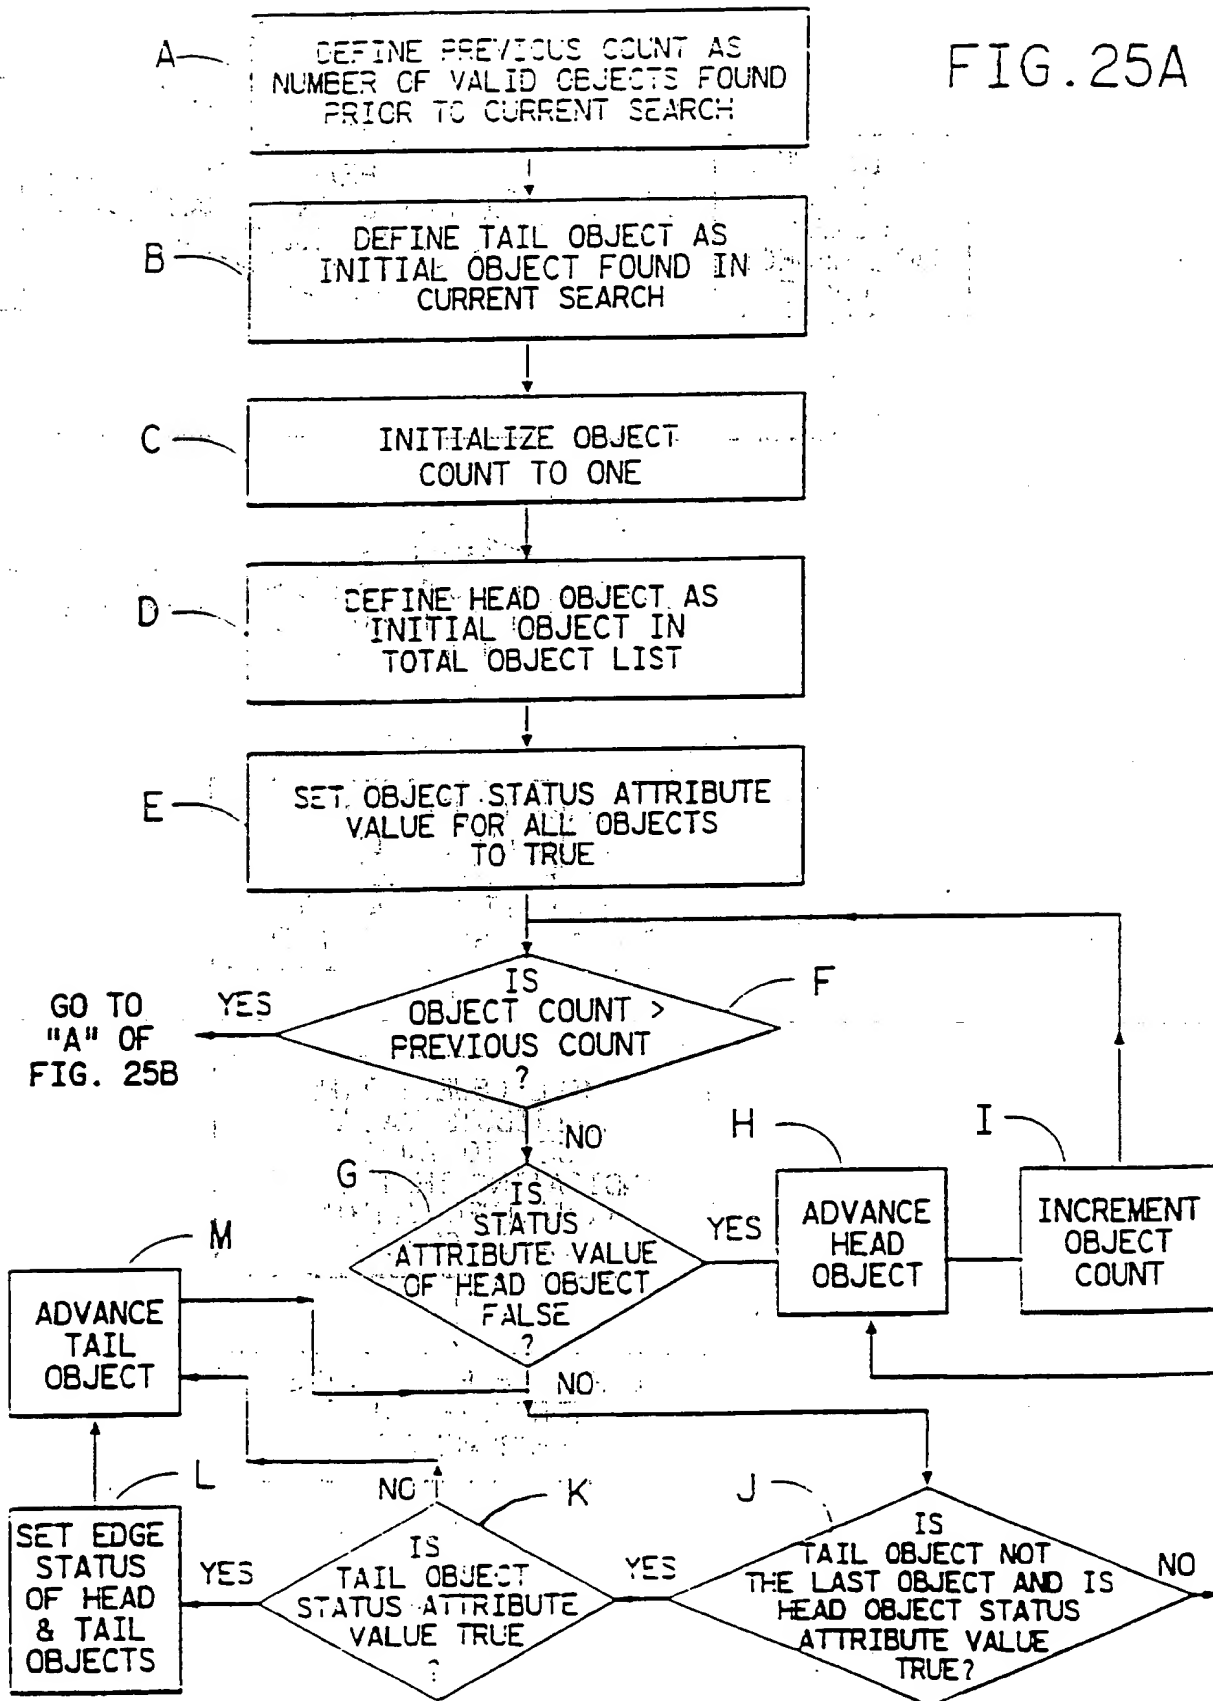 FIG.25A
A
DEFINE PREVIOUS COUNT AS
NUMBER OF VALID OBJECTS FOUND
PRIOR TO CURRENT SEARCH
B
DEFINE TAIL OBJECT AS
INITIAL OBJECT FOUND IN
CURRENT SEARCH
C
INITIALIZE OBJECT
COUNT TO ONE
D
DEFINE HEAD OBJECT AS
INITIAL OBJECT IN
TOTAL OBJECT LIST
E
SET OBJECT STATUS ATTRIBUTE
VALUE FOR ALL OBJECTS
TO TRUE
F
IS
OBJECT COUNT >
PREVIOUS COUNT
?
YES
GO TO
"A" OF
FIG. 25B
NO
G
IS
STATUS
ATTRIBUTE VALUE
OF HEAD OBJECT
FALSE
?
YES
H
ADVANCE
HEAD
OBJECT
I
INCREMENT
OBJECT
COUNT
NO
M
ADVANCE
TAIL
OBJECT
J
IS
TAIL OBJECT NOT
THE LAST OBJECT AND IS
HEAD OBJECT STATUS
ATTRIBUTE VALUE
TRUE?
NO
YES
K
IS
TAIL OBJECT
STATUS ATTRIBUTE
VALUE TRUE
?
NO
YES
L
SET EDGE
STATUS
OF HEAD
& TAIL
OBJECTS